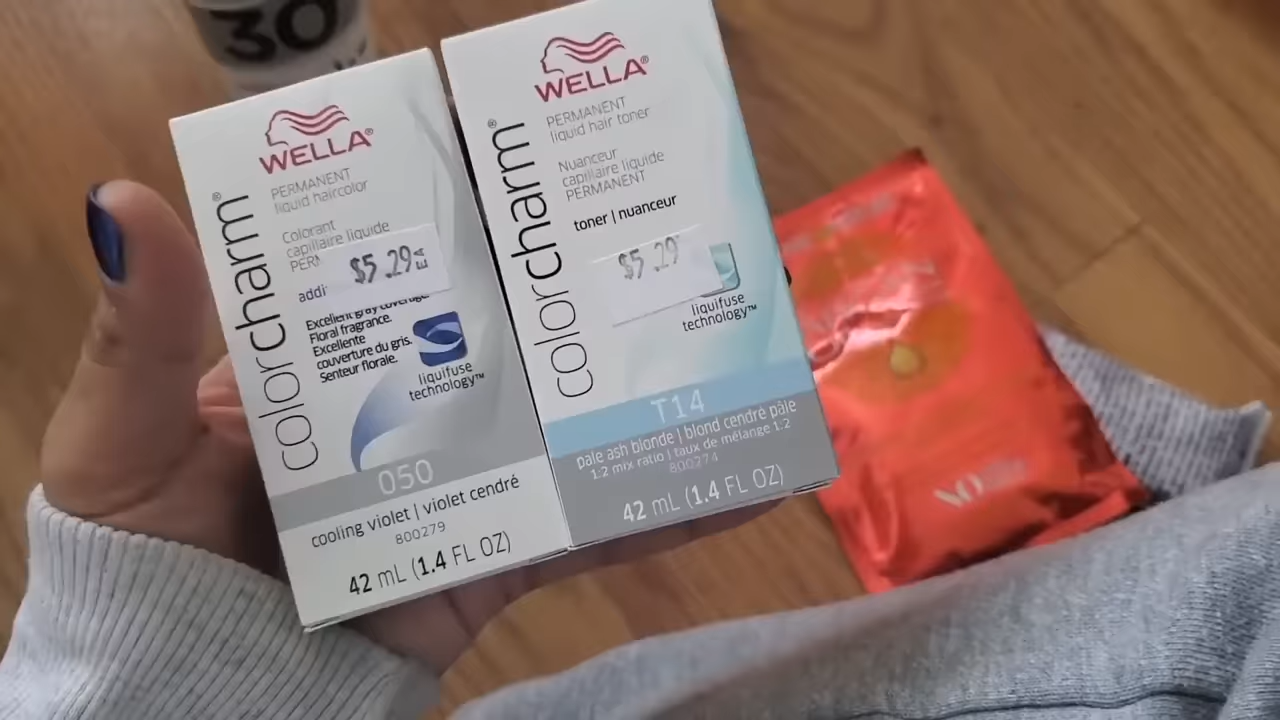 30
WELLA®
PERMANENT
liquid haircolor
Colorant
capillaire liquide
$5.29 EA
Excellent gray coverage.
Floral fragrance.
Excellente
couverture du gris.
Senteur florale.
liquifuse
technology™
colorcharm®
050
cooling violet | violet cendré
800279
42 mL (1.4 FL OZ)
WELLA®
PERMANENT
liquid hair toner
Nuanceur
capillaire liquide
PERMANENT
toner | nuanceur
$5.29
liquifuse
technology™
colorcharm®
T14
pale ash blonde | blond cendré pâle
1:2 mix ratio | taux de mélange 1:2
800274
42 mL (1.4 FL OZ)